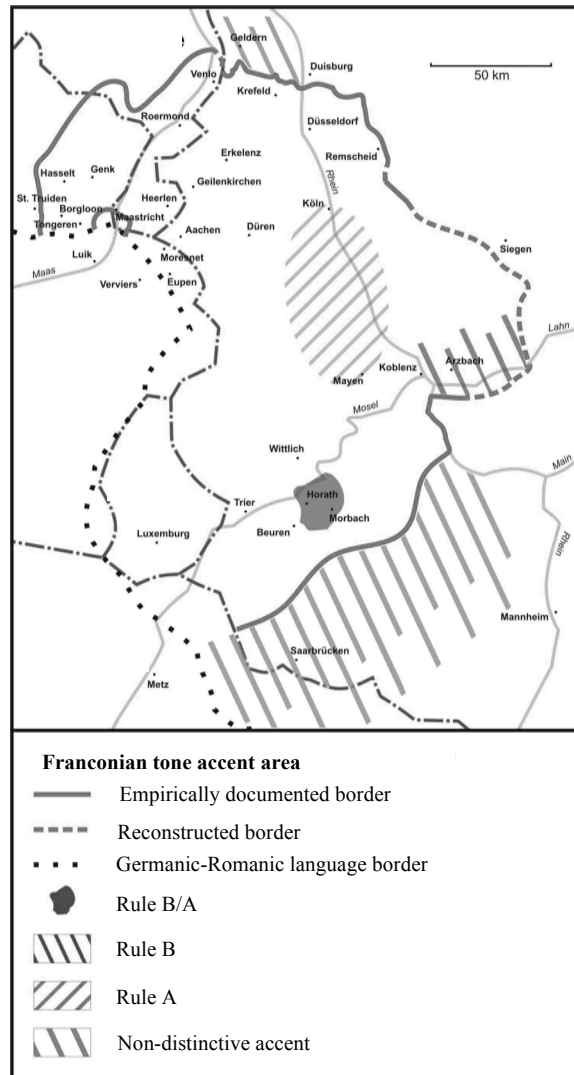 Geldern
Duisburg
Venlo
Krefeld
50 km
Roermond
Düsseldorf
Remscheid
Erkelenz
Genk
Hasselt
Geilenkirchen
Rhein
St. Truiden
Borgloon
Heerlen
Köln
Maastricht
Tongeren
Aachen
Düren
Siegen
Luik
Moresnet
Maas
Verviers
Eupen
Lahn
Arzbach
Koblenz
Mayen
Mosel
Wittlich
Main
Horath
Trier
Morbach
Beuren
Luxemburg
Rhein
Mannheim
Saarbrücken
Metz
Franconian tone accent area
Empirically documented border
Reconstructed border
Germanic-Romanic language border
Rule B/A
Rule B
Rule A
Non-distinctive accent